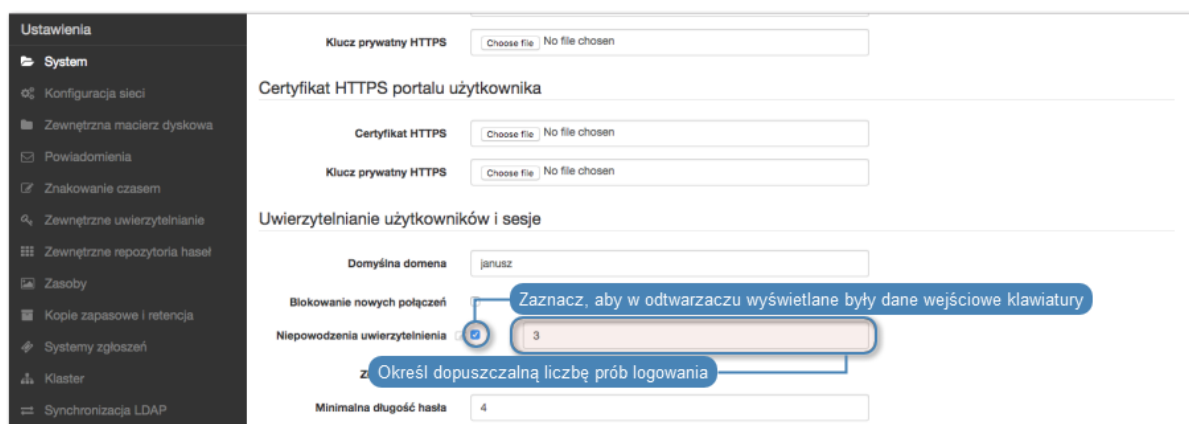 Ustawienia
System
Konfiguracja sieci
Zewnętrzna macierz dyskowa
Powiadomienia
Znakowanie czasem
Zewnętrzne uwierzytelnianie
Zewnętrzne repozytoria haseł
Zasoby
Kopie zapasowe i retencja
Systemy zgłoszeń
Klaster
Synchronizacja LDAP
Klucz prywatny HTTPS Choose file No file chosen
Certyfikat HTTPS portalu użytkownika
Certyfikat HTTPS Choose file No file chosen
Klucz prywatny HTTPS Choose file No file chosen
Uwierzytelnianie użytkowników i sesje
Domyślna domena janusz
Blokowanie nowych połączeń Zaznacz, aby w odtwarzaczu wyświetlane były dane wejściowe klawiatury
Niepowodzenia uwierzytelnienia 3
Określ dopuszczalną liczbę prób logowania
Minimalna długość hasła 4